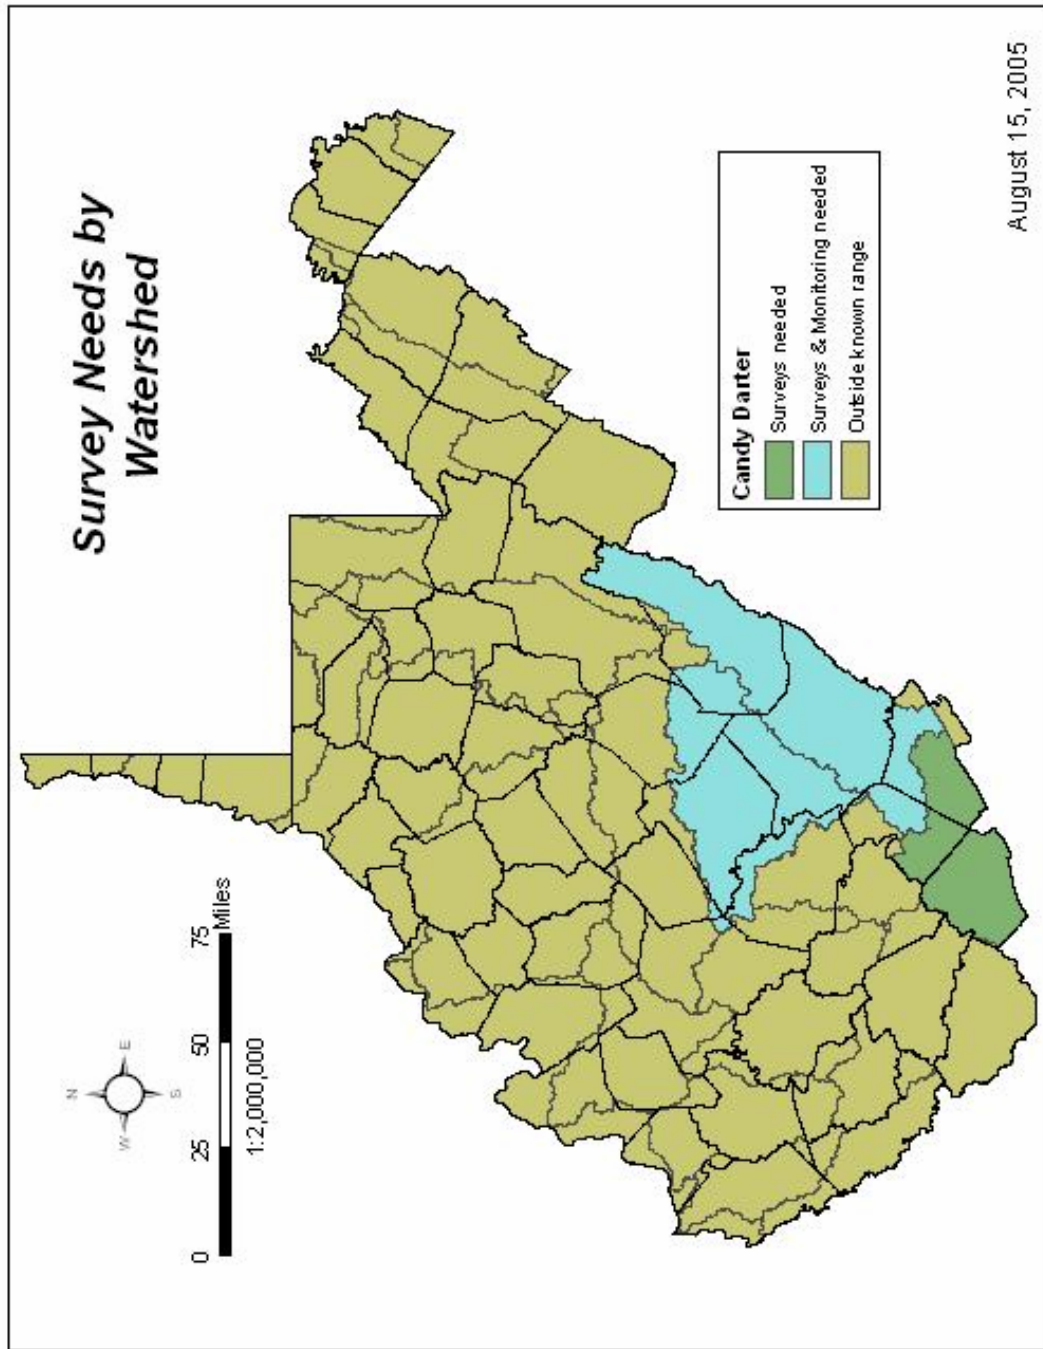 Survey Needs by
Watershed
N
W
E
S
0
25
50
75
Miles
1:2,000,000
Candy Darter
Surveys needed
Surveys & Monitoring needed
Outside known range
August 15, 2005